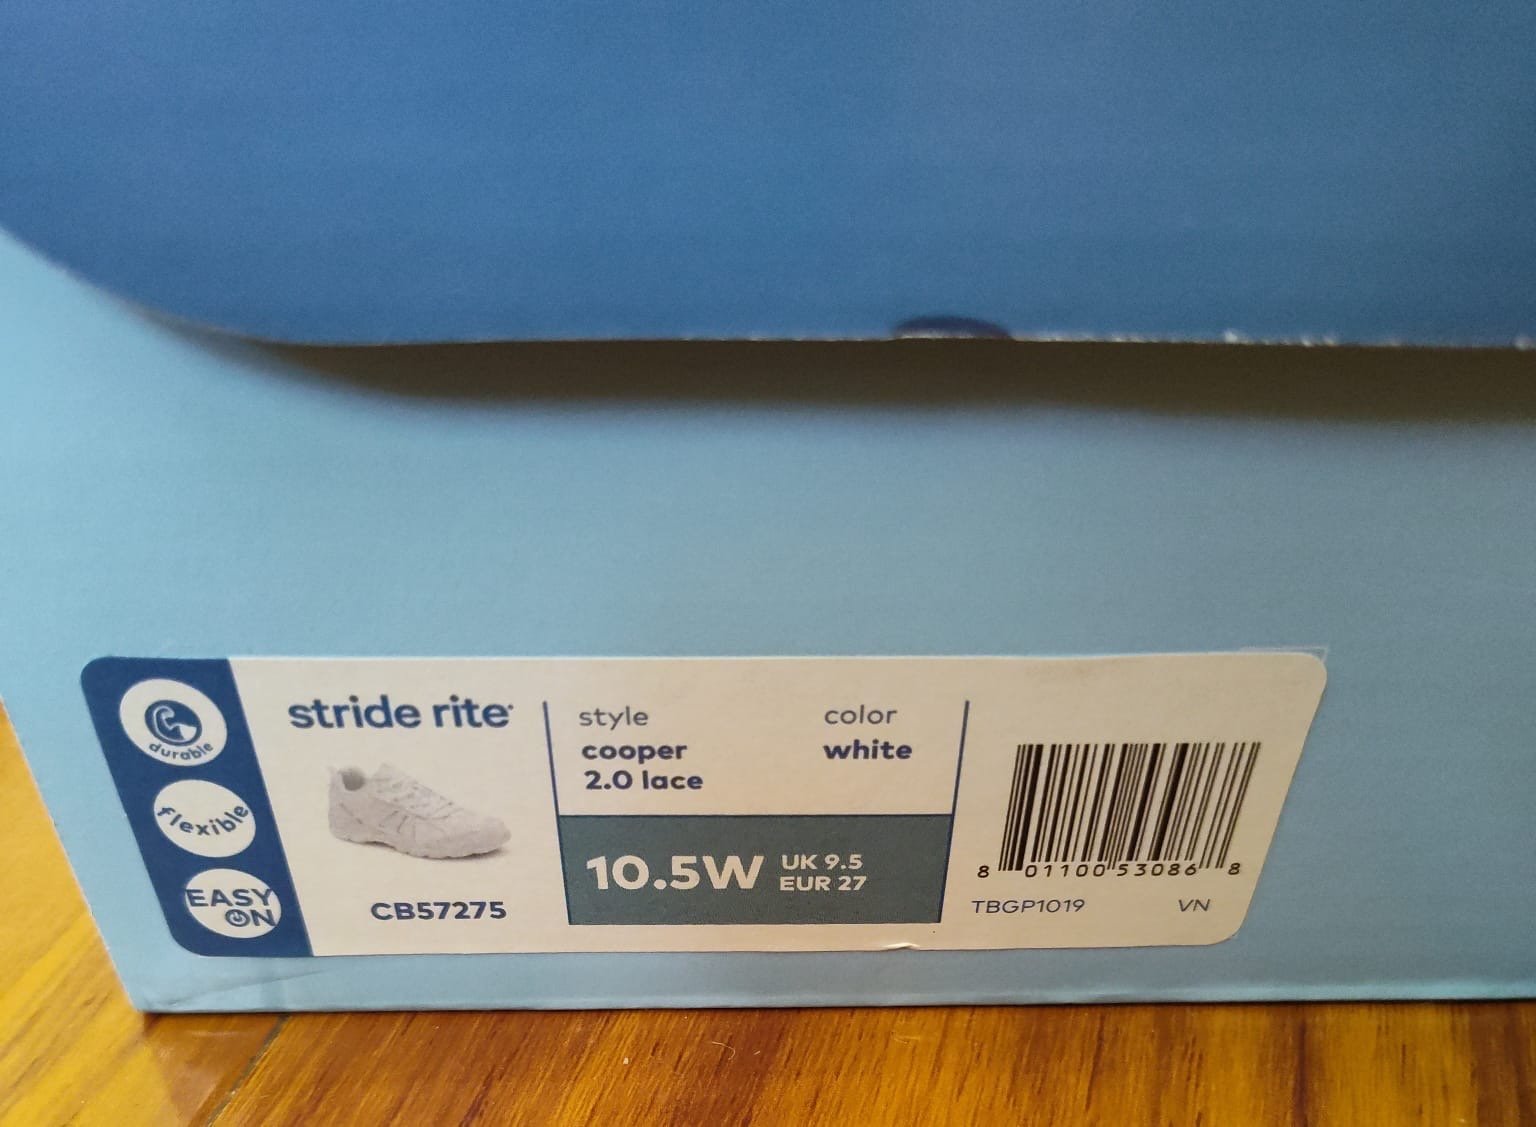 durable
flexible
EASY
ON
stride rite
CB57275
style
cooper
2.0 lace
color
white
10.5W
UK 9.5
EUR 27
8 01100 53086 8
TBGP1019 VN